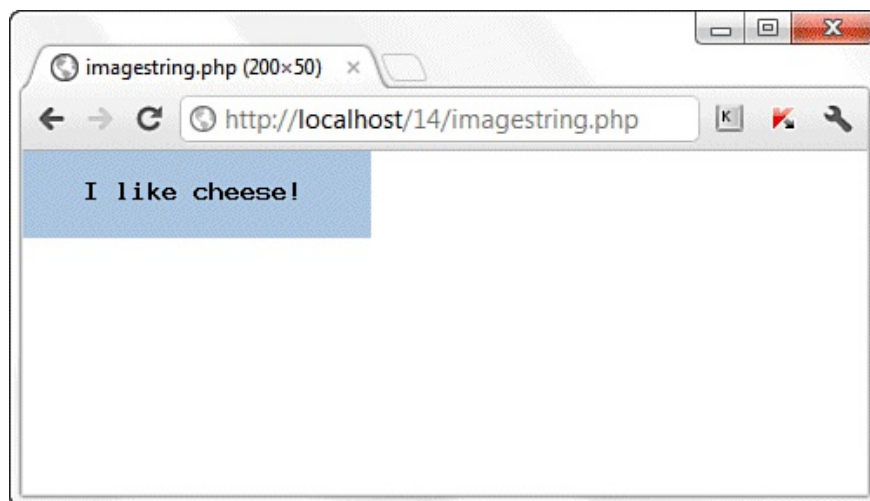 imagestring.php (200×50)
http://localhost/14/imagestring.php
K
I like cheese!